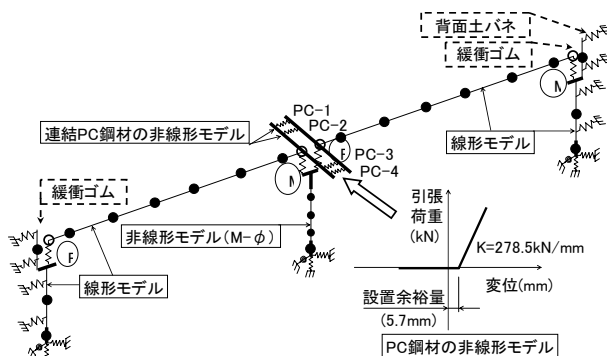 背面土バネ
緩衝ゴム
M
PC-1
PC-2
連結PC鋼材の非線形モデル
F
PC-3
PC-4
線形モデル
M
緩衝ゴム
引張
荷重
(kN)
非線形モデル(M-φ)
F
K=278.5kN/mm
線形モデル
変位(mm)
設置余裕量
(5.7mm)
PC鋼材の非線形モデル